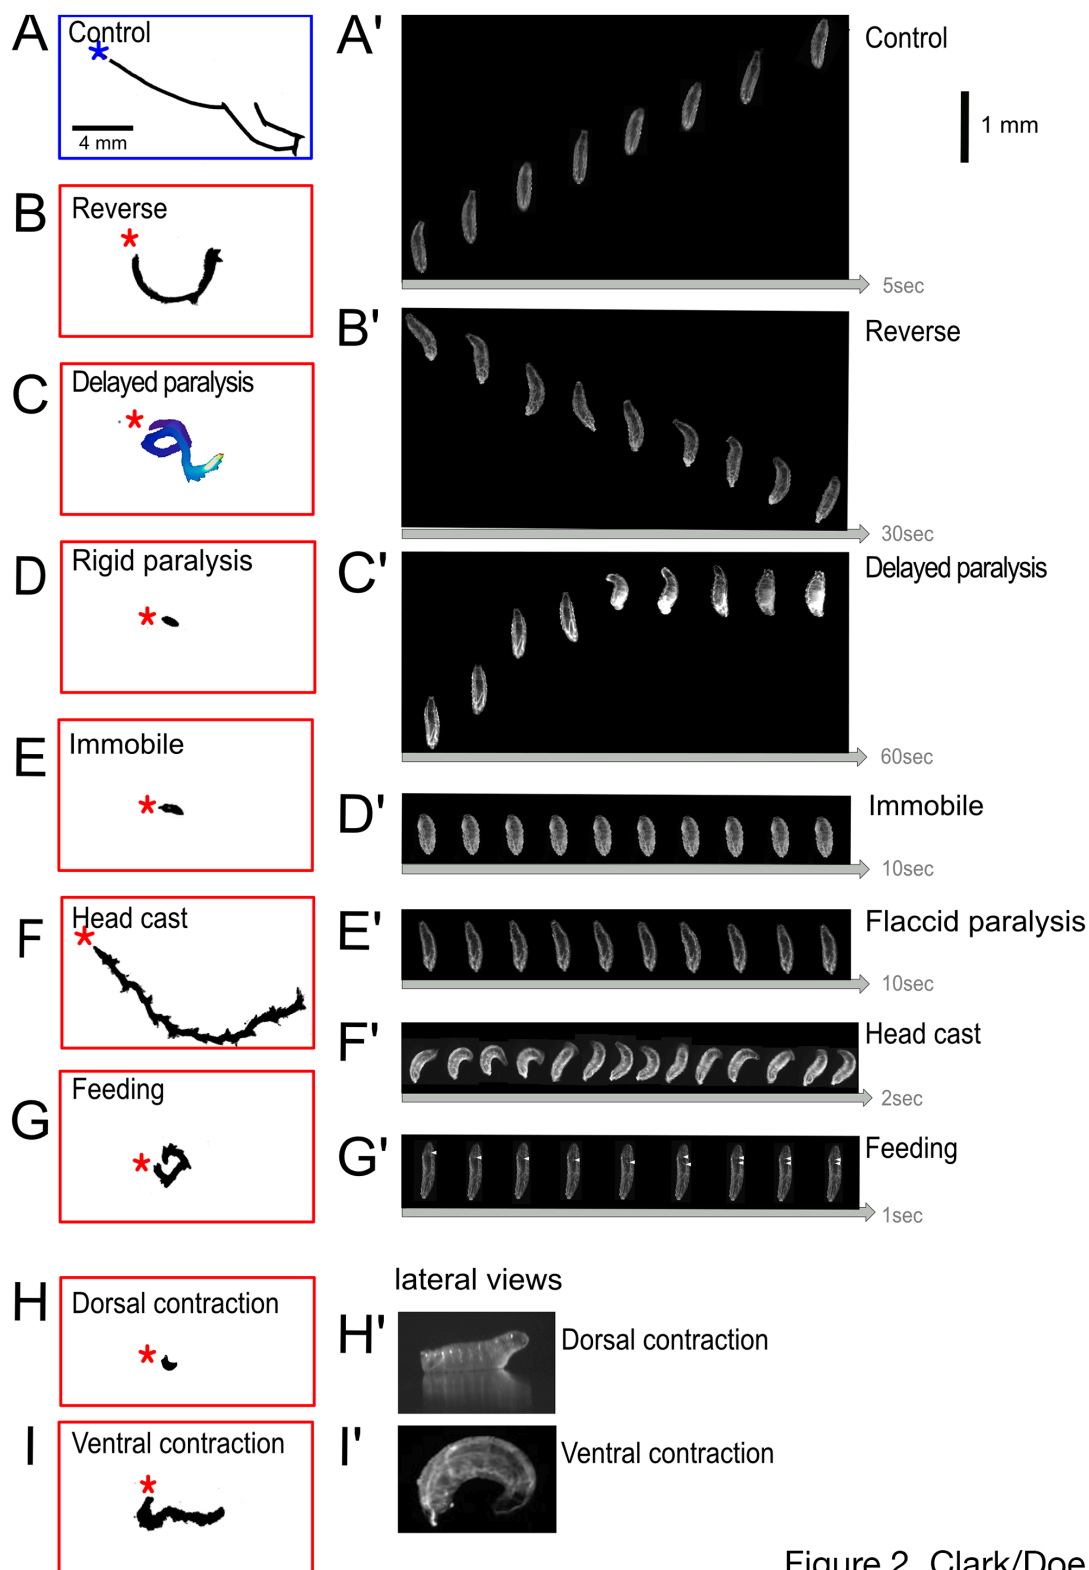 A
Control
*
4 mm
A'
Control
1 mm
5sec
B
Reverse
*
B'
Reverse
30sec
C
Delayed paralysis
*
C'
Delayed paralysis
60sec
D
Rigid paralysis
*
D'
Immobile
10sec
E
Immobile
*
E'
Flaccid paralysis
10sec
F
Head cast
*
F'
Head cast
2sec
G
Feeding
*
G'
Feeding
1sec
lateral views
H
Dorsal contraction
*
H'
Dorsal contraction
I
Ventral contraction
*
I'
Ventral contraction
Figure 2 Clark/Doe